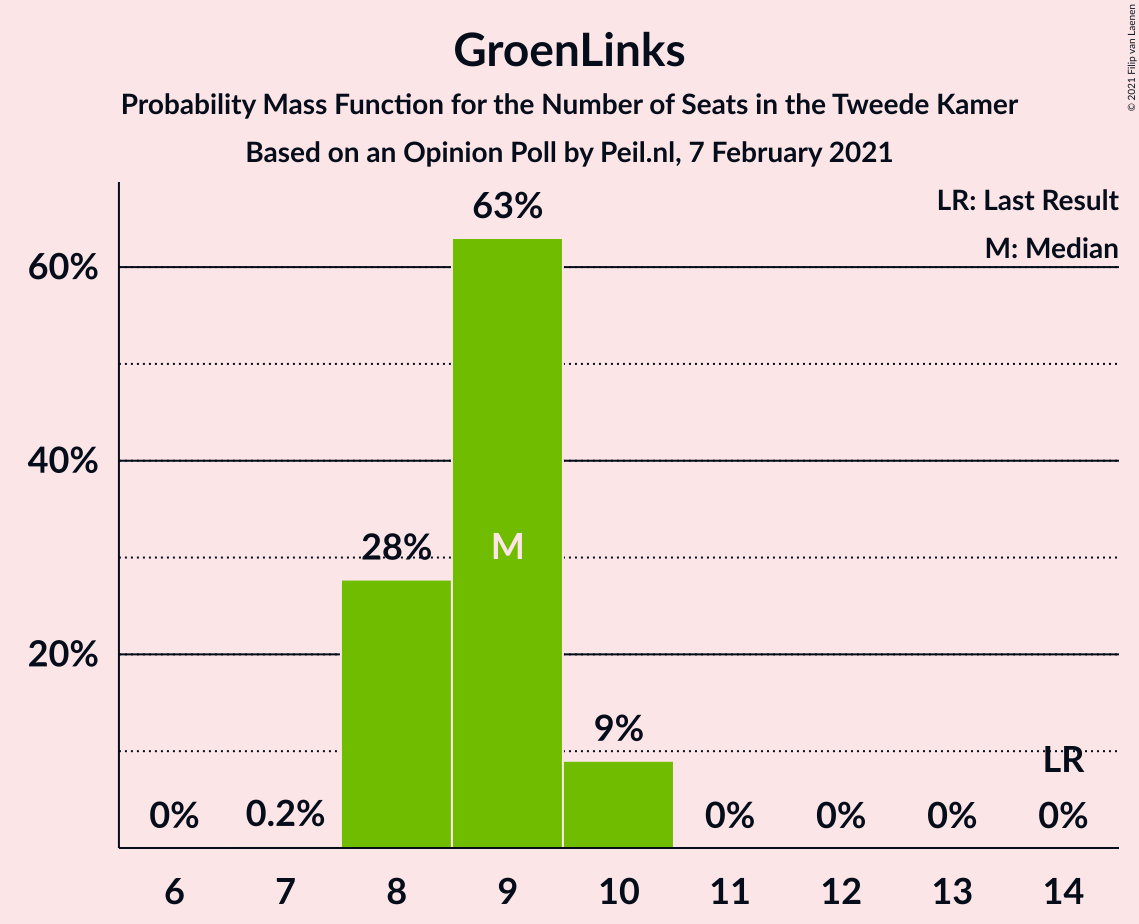 GroenLinks
Probability Mass Function for the Number of Seats in the Tweede Kamer
Based on an Opinion Poll by Peil.nl, 7 February 2021
© 2021 Filip van Laenen
LR: Last Result
M: Median
63%
60%
40%
28%
M
20%
9%
LR
0% 0.2% 0% 0% 0% 0%
6 7 8 9 10 11 12 13 14